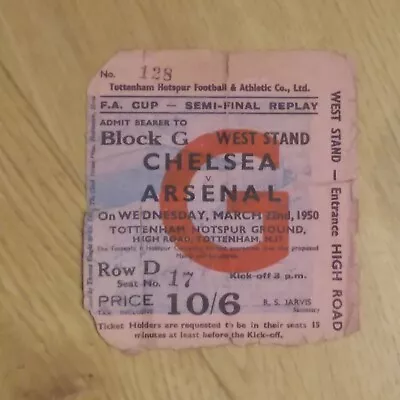 No. 128
Tottenham Hotspur Football & Athletic Co., Ltd.
F.A. CUP — SEMI-FINAL REPLAY
ADMIT BEARER TO
Block G WEST STAND
G
CHELSEA
v
ARSENAL
On WEDNESDAY, MARCH 22nd, 1950
TOTTENHAM HOTSPUR GROUND,
HIGH ROAD, TOTTENHAM, N.17
Row D
Seat No. 17
Kick-off 3 p.m.
PRICE 10/6
TAX INCLUSIVE
R. S. JARVIS
Secretary
Ticket Holders are requested to be in their seats 15
minutes at least before the Kick-off.
WEST STAND — Entrance HIGH ROAD